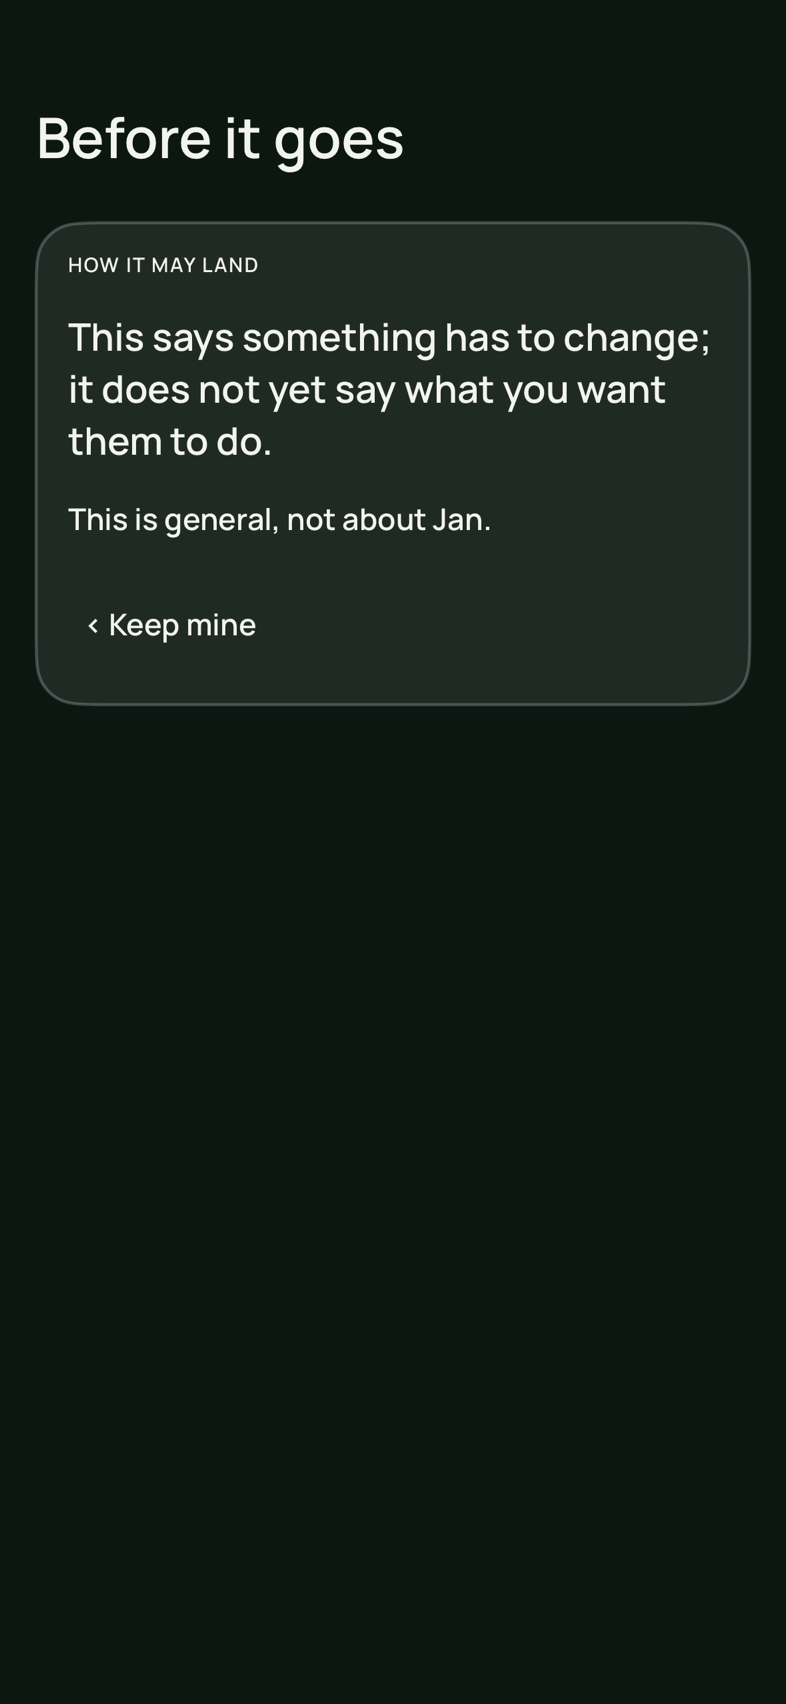 Before it goes
HOW IT MAY LAND
This says something has to change;
it does not yet say what you want
them to do.
This is general, not about Jan.
‹ Keep mine